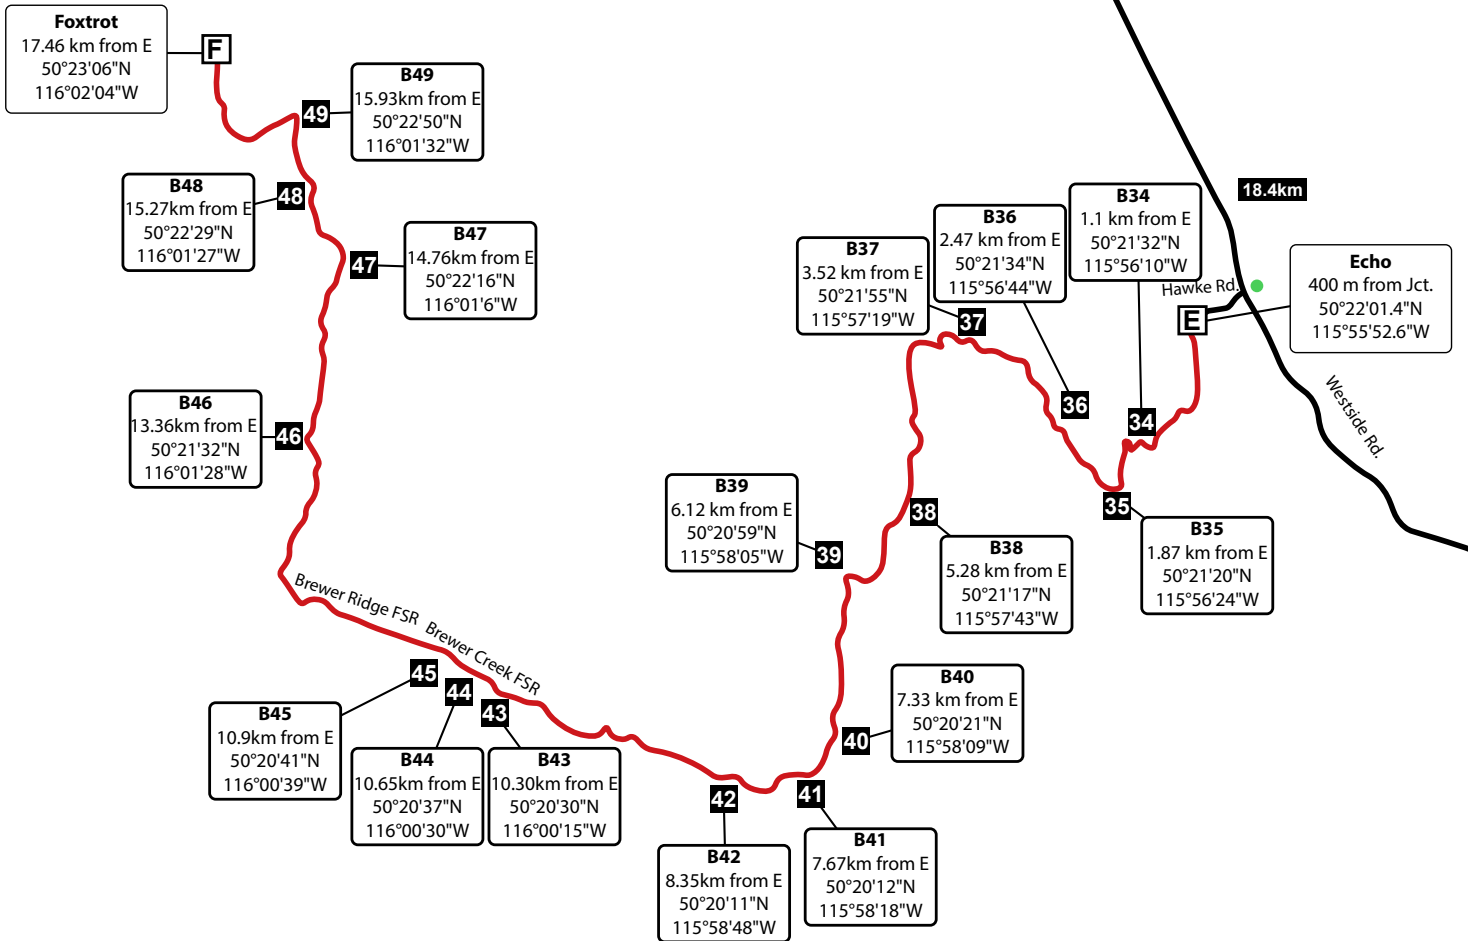 Foxtrot
17.46 km from E
50°23'06"N
116°02'04"W
F
49
B49
15.93km from E
50°22'50"N
116°01'32"W
B48
15.27km from E
50°22'29"N
116°01'27"W
48
47
B47
14.76km from E
50°22'16"N
116°01'6"W
B46
13.36km from E
50°21'32"N
116°01'28"W
46
B37
3.52 km from E
50°21'55"N
115°57'19"W
37
B36
2.47 km from E
50°21'34"N
115°56'44"W
36
B34
1.1 km from E
50°21'32"N
115°56'10"W
34
18.4km
Hawke Rd.
E
Echo
400 m from Jct.
50°22'01.4"N
115°55'52.6"W
Westside Rd.
35
B35
1.87 km from E
50°21'20"N
115°56'24"W
38
B38
5.28 km from E
50°21'17"N
115°57'43"W
B39
6.12 km from E
50°20'59"N
115°58'05"W
39
Brewer Ridge FSR
Brewer Creek FSR
45
44
43
B45
10.9km from E
50°20'41"N
116°00'39"W
B44
10.65km from E
50°20'37"N
116°00'30"W
B43
10.30km from E
50°20'30"N
116°00'15"W
40
B40
7.33 km from E
50°20'21"N
115°58'09"W
42
B42
8.35km from E
50°20'11"N
115°58'48"W
41
B41
7.67km from E
50°20'12"N
115°58'18"W